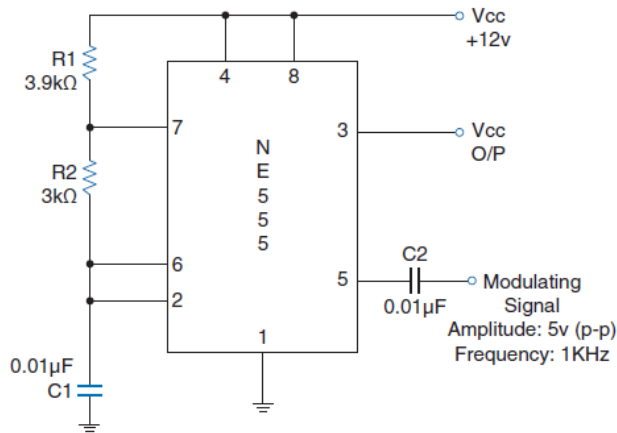 Vcc
+12v
R1
3.9kΩ
4
8
7
3
Vcc
O/P
N
E
5
5
5
R2
3kΩ
C2
6
5
Modulating
0.01µF
Signal
2
Amplitude: 5v (p-p)
1
Frequency: 1KHz
0.01µF
C1